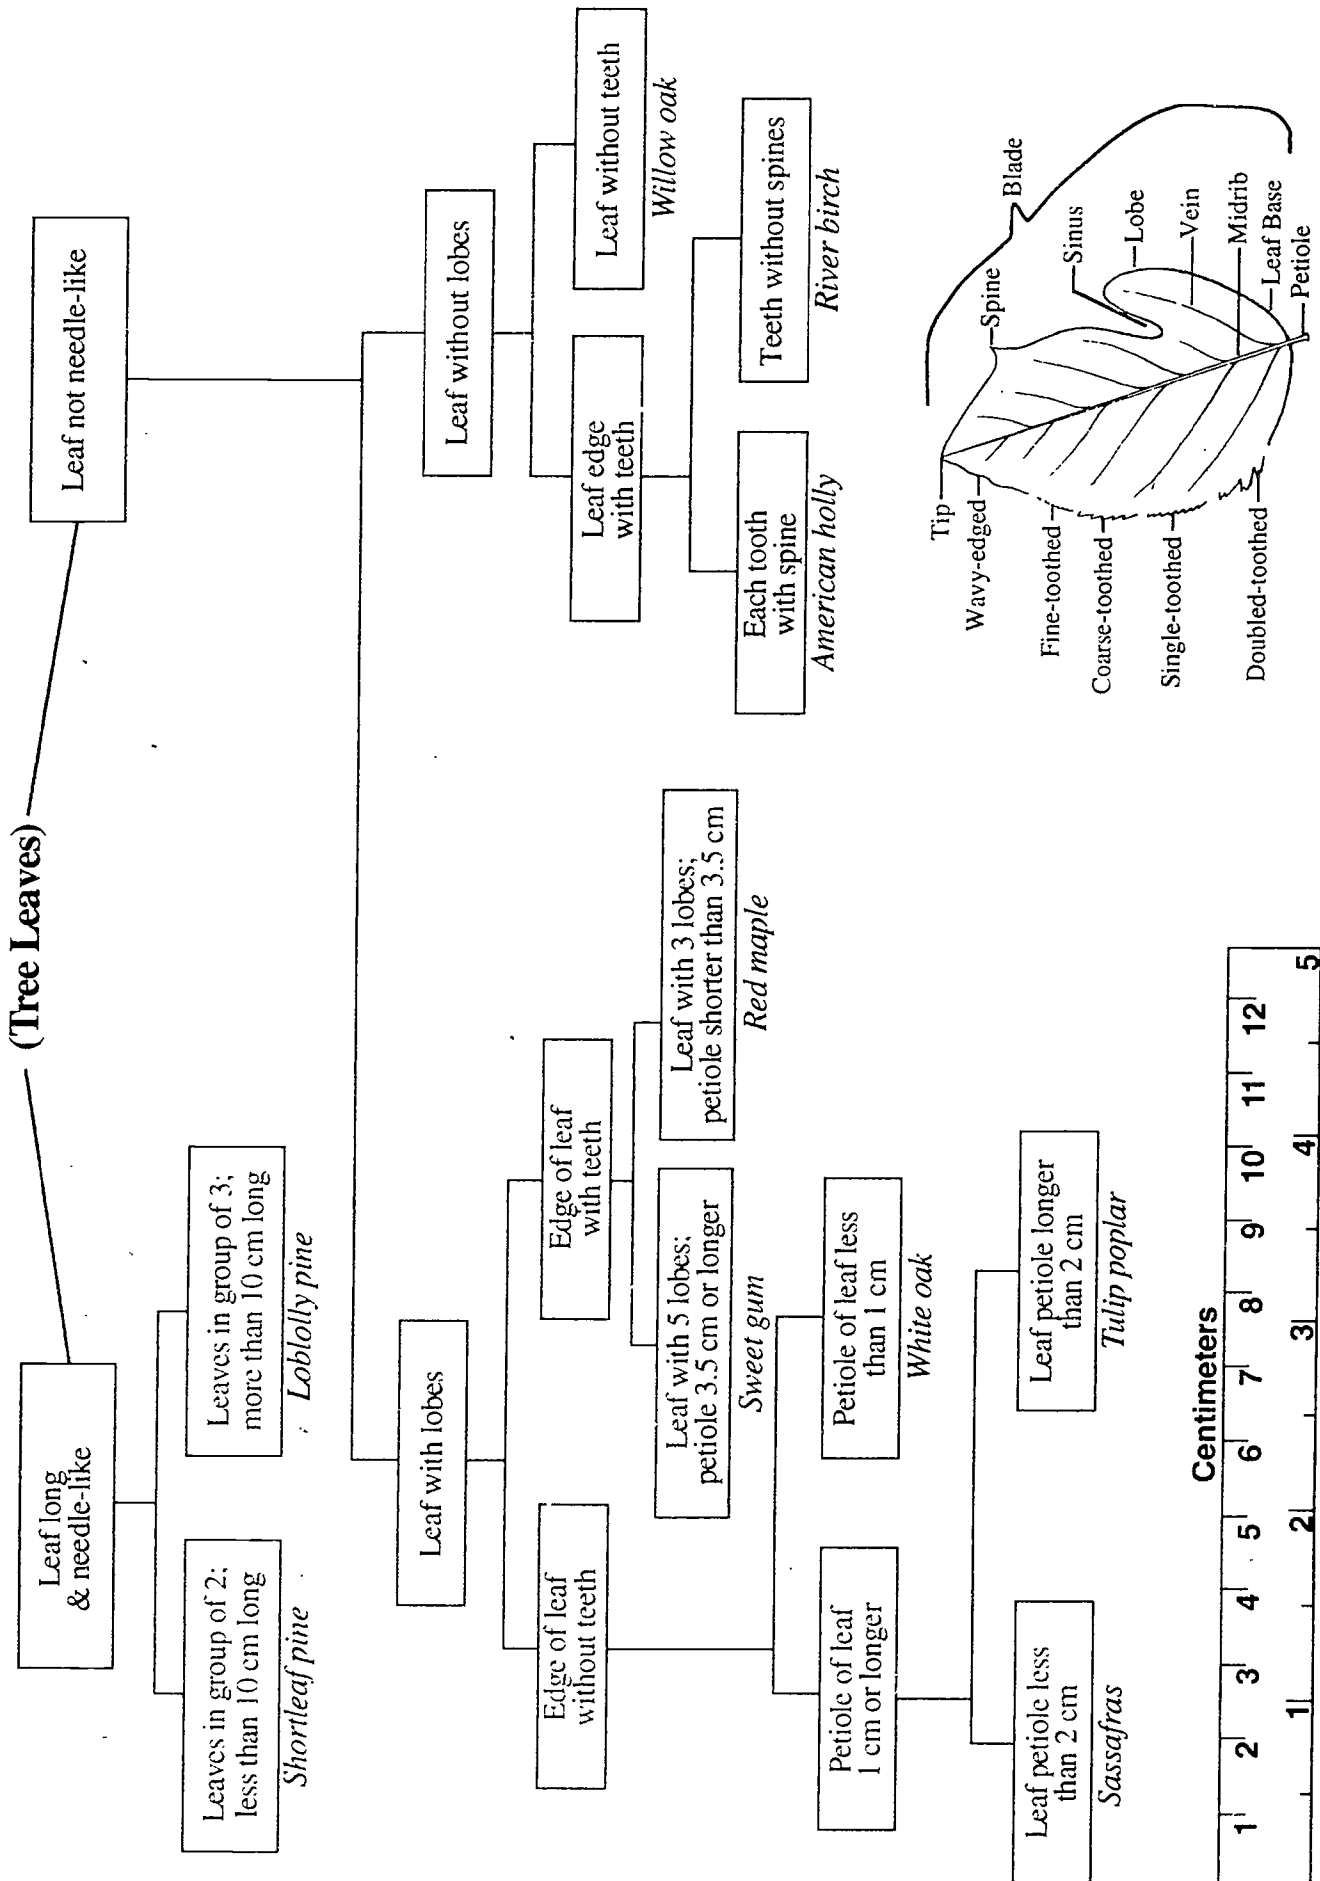 (Tree Leaves)
Leaf long
& needle-like
Leaf not needle-like
Leaves in group of 2;
less than 10 cm long
Shortleaf pine
Leaves in group of 3;
more than 10 cm long
Loblolly pine
Leaf with lobes
Leaf without lobes
Edge of leaf
without teeth
Edge of leaf
with teeth
Leaf edge
with teeth
Leaf without teeth
Willow oak
Leaf with 5 lobes;
petiole 3.5 cm or longer
Sweet gum
Leaf with 3 lobes;
petiole shorter than 3.5 cm
Red maple
Each tooth
with spine
American holly
Teeth without spines
River birch
Petiole of leaf
1 cm or longer
Petiole of leaf less
than 1 cm
White oak
Leaf petiole less
than 2 cm
Sassafras
Leaf petiole longer
than 2 cm
Tulip poplar
Tip
Wavy-edged
Fine-toothed
Coarse-toothed
Single-toothed
Doubled-toothed
Spine
Blade
Sinus
Lobe
Vein
Midrib
Leaf Base
Petiole
Centimeters
1 2 3 4 5 6 7 8 9 10 11 12
1 2 3 4 5